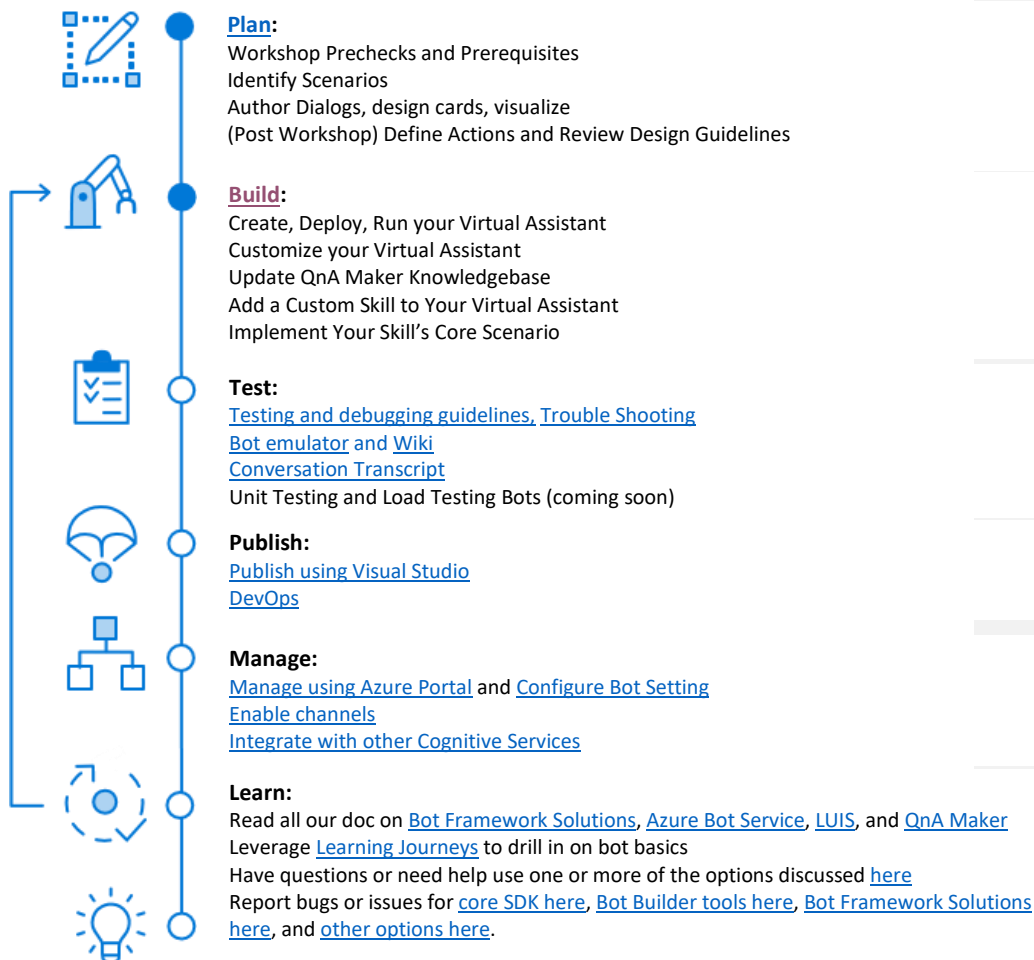 Plan:
Workshop Prechecks and Prerequisites
Identify Scenarios
Author Dialogs, design cards, visualize
(Post Workshop) Define Actions and Review Design Guidelines
Build:
Create, Deploy, Run your Virtual Assistant
Customize your Virtual Assistant
Update QnA Maker Knowledgebase
Add a Custom Skill to Your Virtual Assistant
Implement Your Skill's Core Scenario
Test:
Testing and debugging guidelines, Trouble Shooting
Bot emulator and Wiki
Conversation Transcript
Unit Testing and Load Testing Bots (coming soon)
Publish:
Publish using Visual Studio
DevOps
Manage:
Manage using Azure Portal and Configure Bot Setting
Enable channels
Integrate with other Cognitive Services
Learn:
Read all our doc on Bot Framework Solutions, Azure Bot Service, LUIS, and QnA Maker
Leverage Learning Journeys to drill in on bot basics
Have questions or need help use one or more of the options discussed here
Report bugs or issues for core SDK here, Bot Builder tools here, Bot Framework Solutions
here, and other options here.